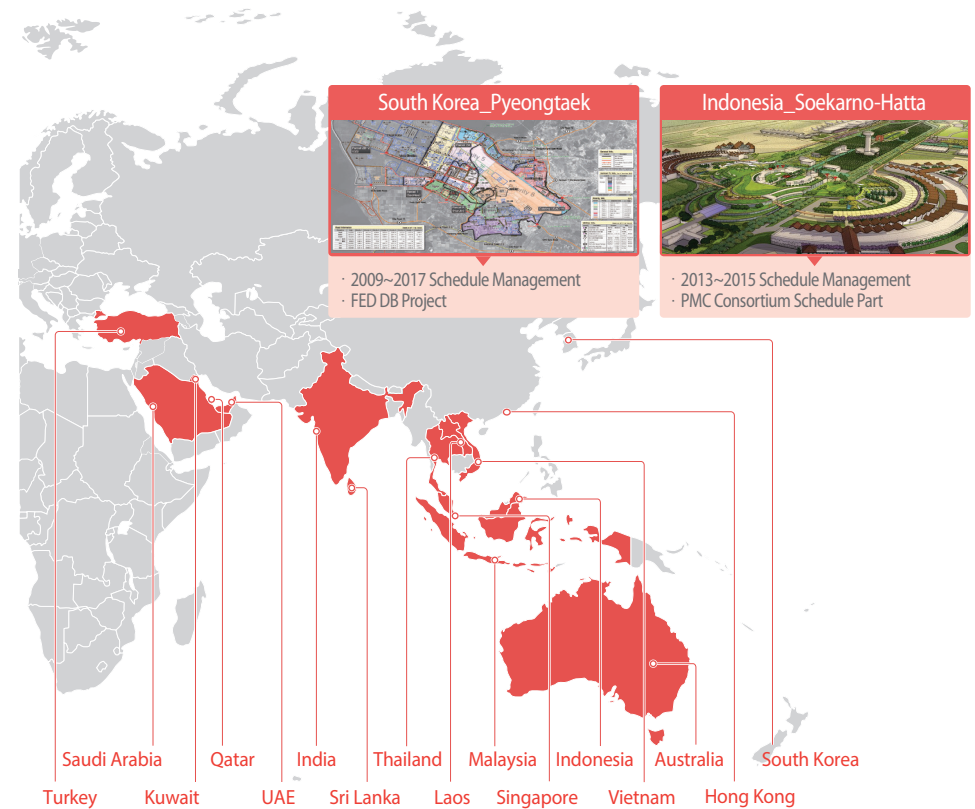 South Korea_Pyeongtaek
Indonesia_Soekarno-Hatta
· 2009~2017 Schedule Management
· FED DB Project
· 2013~2015 Schedule Management
· PMC Consortium Schedule Part
Saudi Arabia
Qatar
India
Thailand
Malaysia
Indonesia
Australia
South Korea
Turkey
Kuwait
UAE
Sri Lanka
Laos
Singapore
Vietnam
Hong Kong